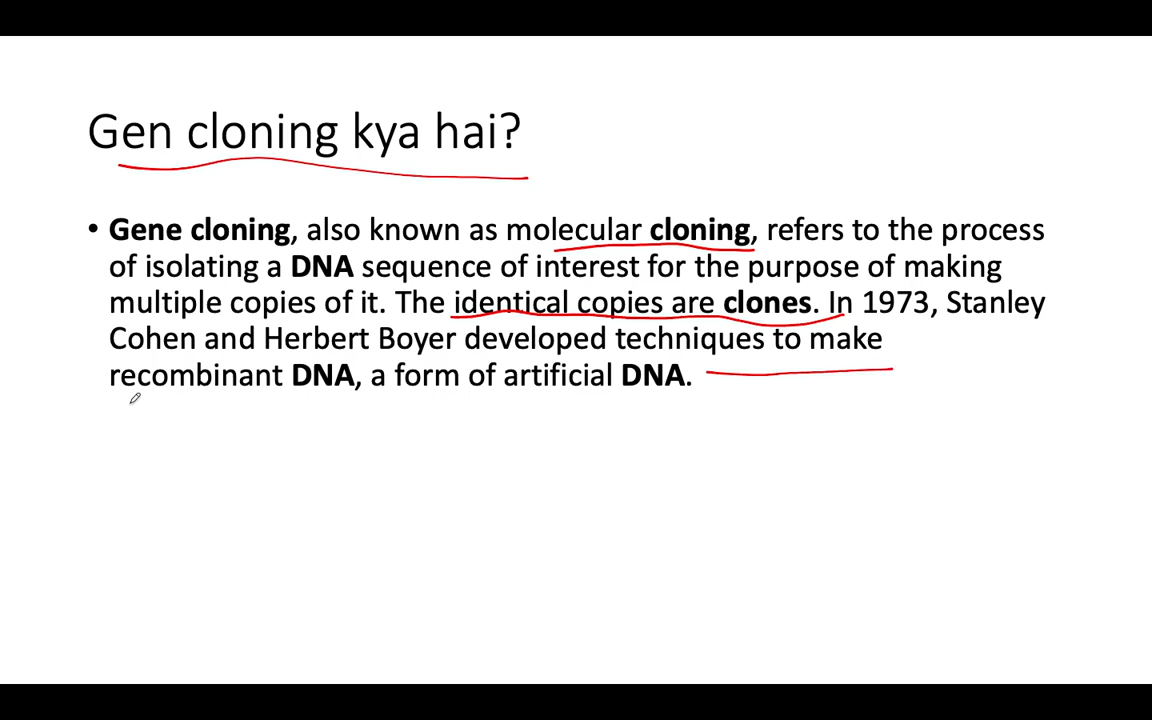 Gen cloning kya hai?
• Gene cloning, also known as molecular cloning, refers to the process
of isolating a DNA sequence of interest for the purpose of making
multiple copies of it. The identical copies are clones. In 1973, Stanley
Cohen and Herbert Boyer developed techniques to make
recombinant DNA, a form of artificial DNA.